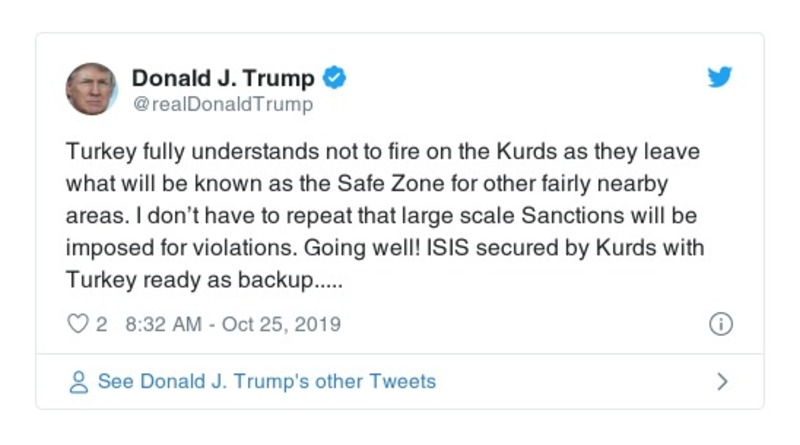 Donald J. Trump
@realDonaldTrump
Turkey fully understands not to fire on the Kurds as they leave
what will be known as the Safe Zone for other fairly nearby
areas. I don’t have to repeat that large scale Sanctions will be
imposed for violations. Going well! ISIS secured by Kurds with
Turkey ready as backup.....
2 8:32 AM - Oct 25, 2019
See Donald J. Trump's other Tweets